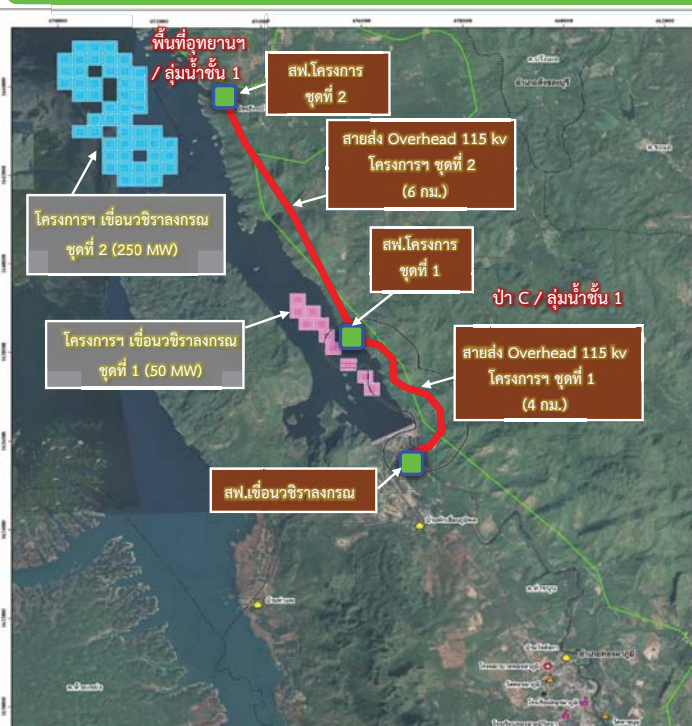 พื้นที่อุทยานฯ
/ ลุ่มน้ำชั้น 1
สฟ.โครงการ
ชุดที่ 2
สายส่ง Overhead 115 kv
โครงการฯ ชุดที่ 2
(6 กม.)
โครงการฯ เขื่อนวชิราลงกรณ
ชุดที่ 2 (250 MW)
สฟ.โครงการ
ชุดที่ 1
ป่า C / ลุ่มน้ำชั้น 1
โครงการฯ เขื่อนวชิราลงกรณ
ชุดที่ 1 (50 MW)
สายส่ง Overhead 115 kv
โครงการฯ ชุดที่ 1
(4 กม.)
สฟ.เขื่อนวชิราลงกรณ